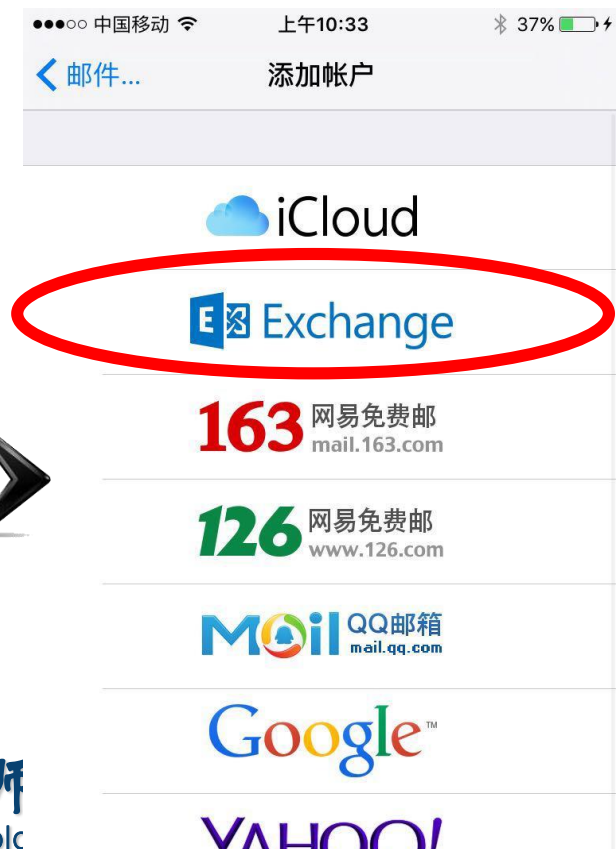 中国移动 上午10:33 37%
邮件... 添加帐户
iCloud
E Exchange
163 网易免费邮
mail.163.com
126 网易免费邮
www.126.com
Mail QQ邮箱
mail.qq.com
Google™
YAHOO!